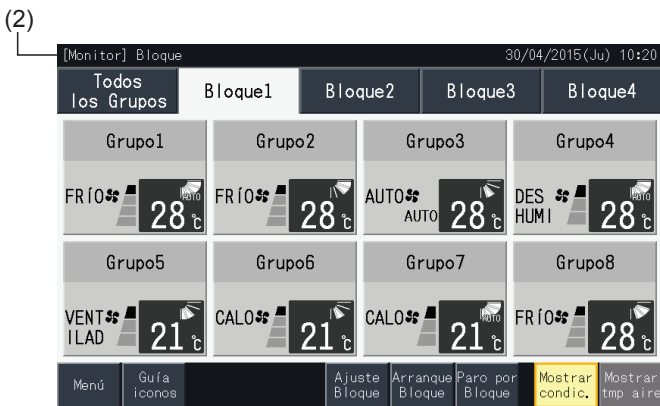 (2)
[Monitor] Bloque 30/04/2015(Ju) 10:20
Todos
los Grupos
Bloque1 Bloque2 Bloque3 Bloque4
Grupo1 Grupo2 Grupo3 Grupo4
FRÍO AUTO 28 ℃
FRÍO 28 ℃
AUTO AUTO 28 ℃
DES
HUMI AUTO 28 ℃
Grupo5 Grupo6 Grupo7 Grupo8
VENT
ILAD 21 ℃
CALO 21 ℃
CALO AUTO 21 ℃
FRÍO 28 ℃
Menú
Guía
iconos
Ajuste
Bloque
Arranque
Bloque
Paro por
Bloque
Mostrar
condic.
Mostrar
tmp aire